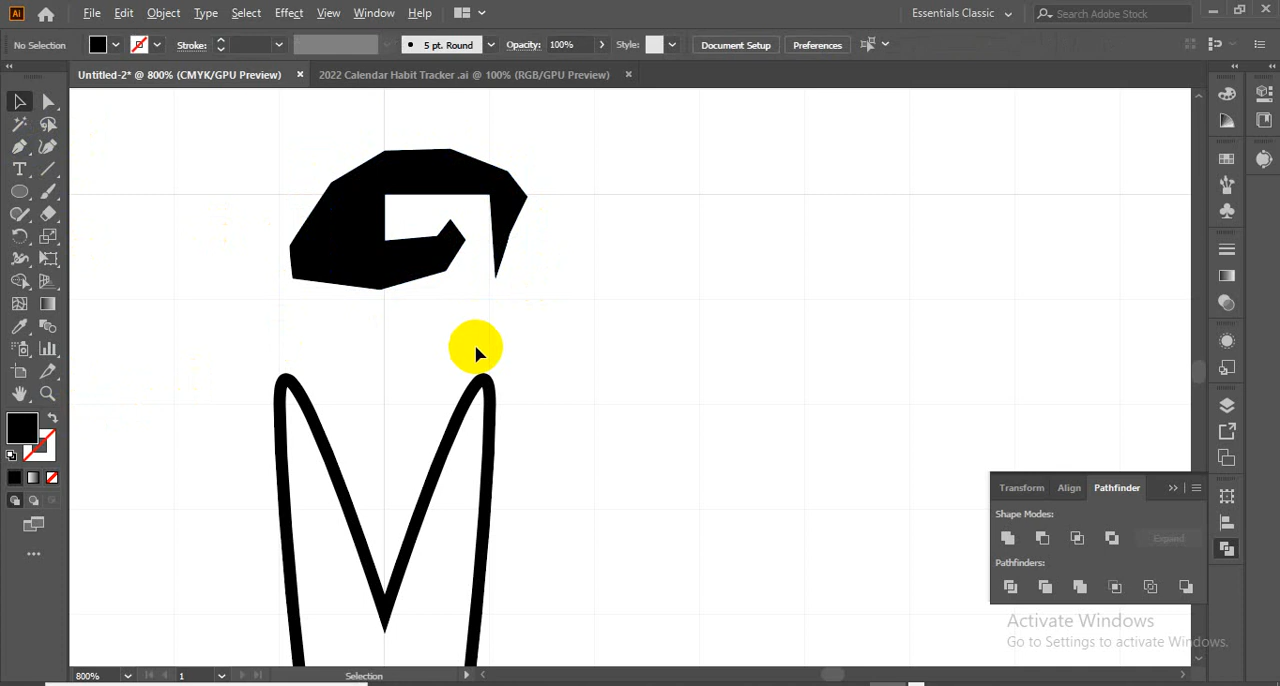 Ai File Edit Object Type Select Effect View Window Help Essentials Classic Search Adobe Stock
No Selection Stroke: 5 pt. Round Opacity: 100% Style: Document Setup Preferences
Untitled-2* @ 800% (CMYK/GPU Preview) 2022 Calendar Habit Tracker .ai @ 100% (RGB/GPU Preview)
Transform Align Pathfinder
Shape Modes:
Expand
Pathfinders:
Activate Windows
Go to Settings to activate Windows.
800% 1 Selection